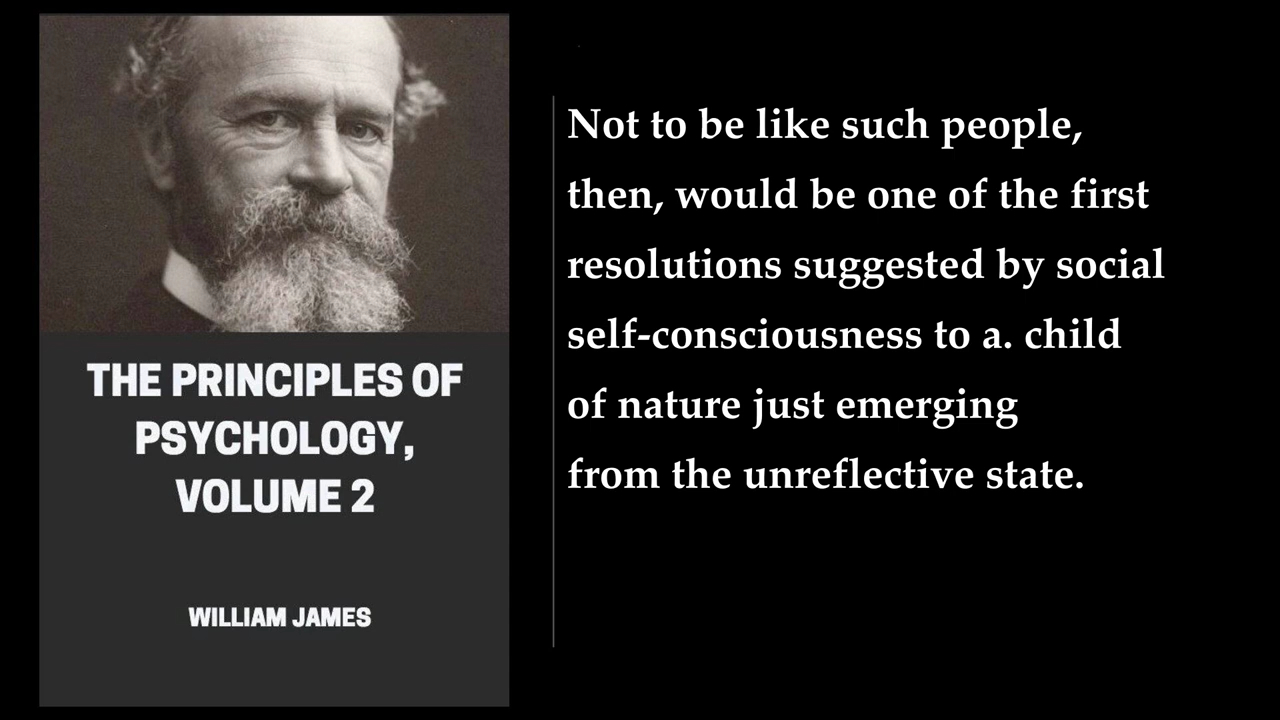 THE PRINCIPLES OF
PSYCHOLOGY,
VOLUME 2
WILLIAM JAMES
Not to be like such people,
then, would be one of the first
resolutions suggested by social
self-consciousness to a. child
of nature just emerging
from the unreflective state.